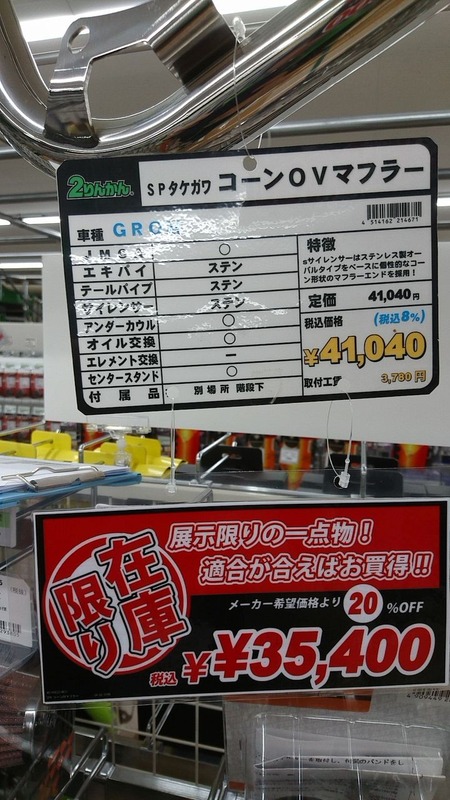 2りんかん
SPタケガワ コーンOVマフラー
4 514162 214671
車種 GRO
JMCA ○
エキパイ ステン
テールパイプ ステン
サイレンサー ステン
アンダーカウル ○
オイル交換 ○
エレメント交換 ー
センタースタンド ○
付属品 別場所 階段下
特徴
sサイレンサーはステンレス製オー
バルタイプをベースに個性的なコー
ン形状のマフラーエンドを採用!
定価 41,040円
税込価格 (税込8%)
¥41,040
取付工賃 3,780円
在庫限り
展示限りの一点物!
適合が合えばお買得!!
メーカー希望価格より 20 %OFF
税込 ¥¥35,400